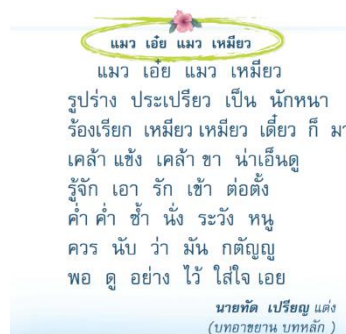 แมว เอ๋ย แมว เหมียว
แมว เอ๋ย แมว เหมียว
รูปร่าง ประเปรียว เป็น นักหนา
ร้องเรียก เหมียว เหมียว เดี๋ยว ก็ มา
เคล้า แข้ง เคล้า ขา น่าเอ็นดู
รู้จัก เอา รัก เข้า ต่อตั้ง
ค่ำ ค่ำ ซ้ำ นั่ง ระวัง หนู
ควร นับ ว่า มัน กตัญญู
พอ ดู อย่าง ไว้ ใส่ใจ เอย
นายทัด เปรียญ แต่ง
(บทอาขยาน บทหลัก )